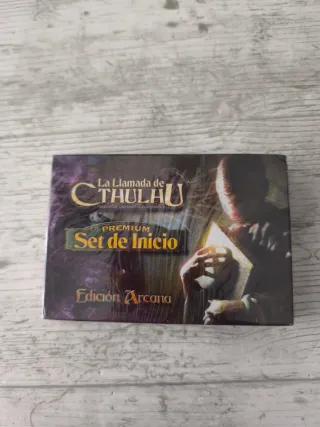 La Llamada de
CTHULHU
PREMIUM
Set de Inicio
Edición Arcana